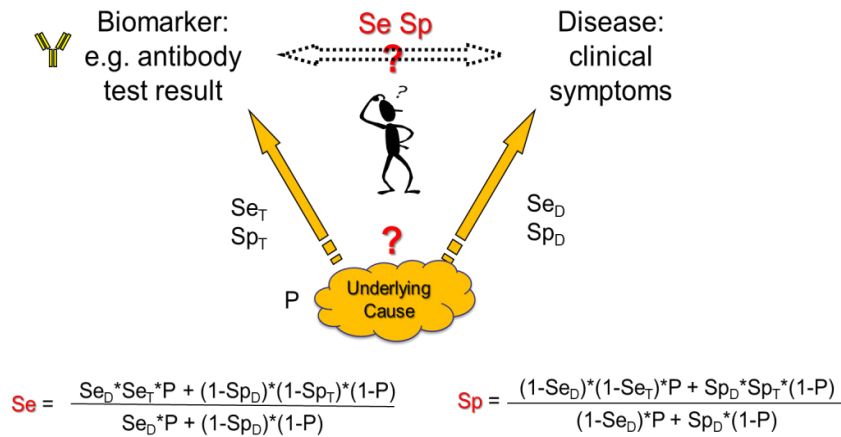 Biomarker:
e.g. antibody
test result
Se Sp
?
Disease:
clinical
symptoms
?
Se_T
Sp_T
Se_D
Sp_D
?
P
Underlying
Cause
Se = Se_D*Se_T*P + (1-Sp_D)*(1-Sp_T)*(1-P)
Se_D*P + (1-Sp_D)*(1-P)
Sp = (1-Se_D)*(1-Se_T)*P + Sp_D*Sp_T*(1-P)
(1-Se_D)*P + Sp_D*(1-P)